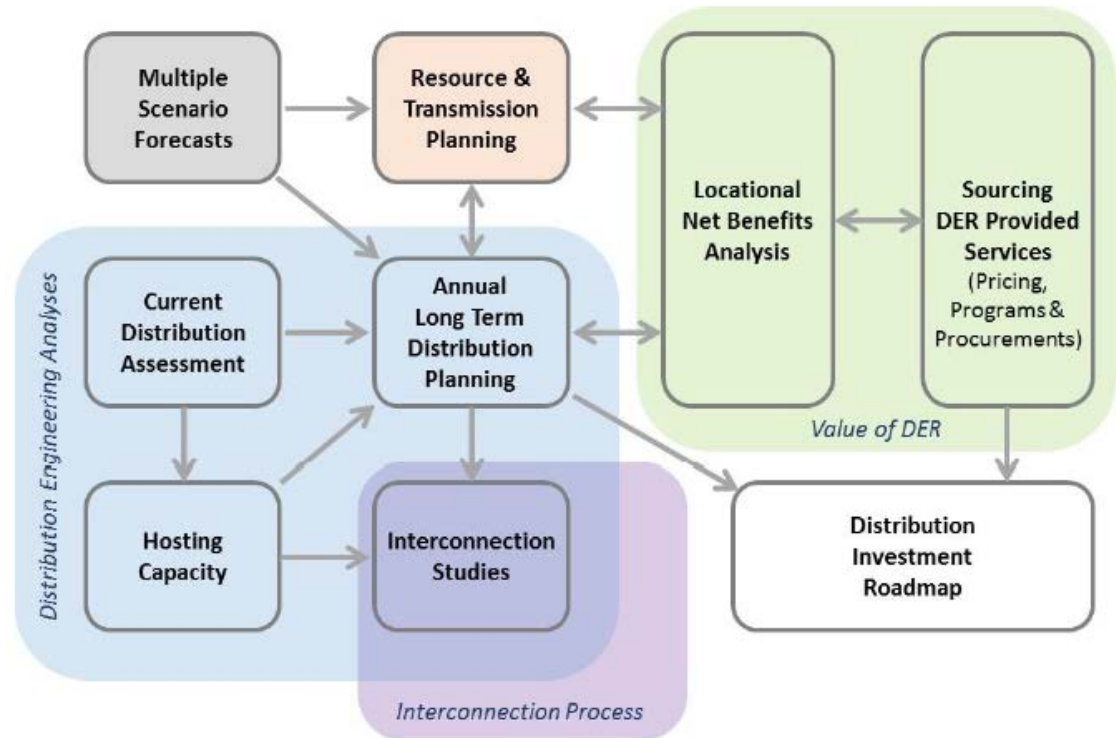 Multiple
Scenario
Forecasts
Resource &
Transmission
Planning
Locational
Net Benefits
Analysis
Sourcing
DER Provided
Services
(Pricing,
Programs &
Procurements)
Value of DER
Distribution Engineering Analyses
Current
Distribution
Assessment
Annual
Long Term
Distribution
Planning
Hosting
Capacity
Interconnection
Studies
Distribution
Investment
Roadmap
Interconnection Process